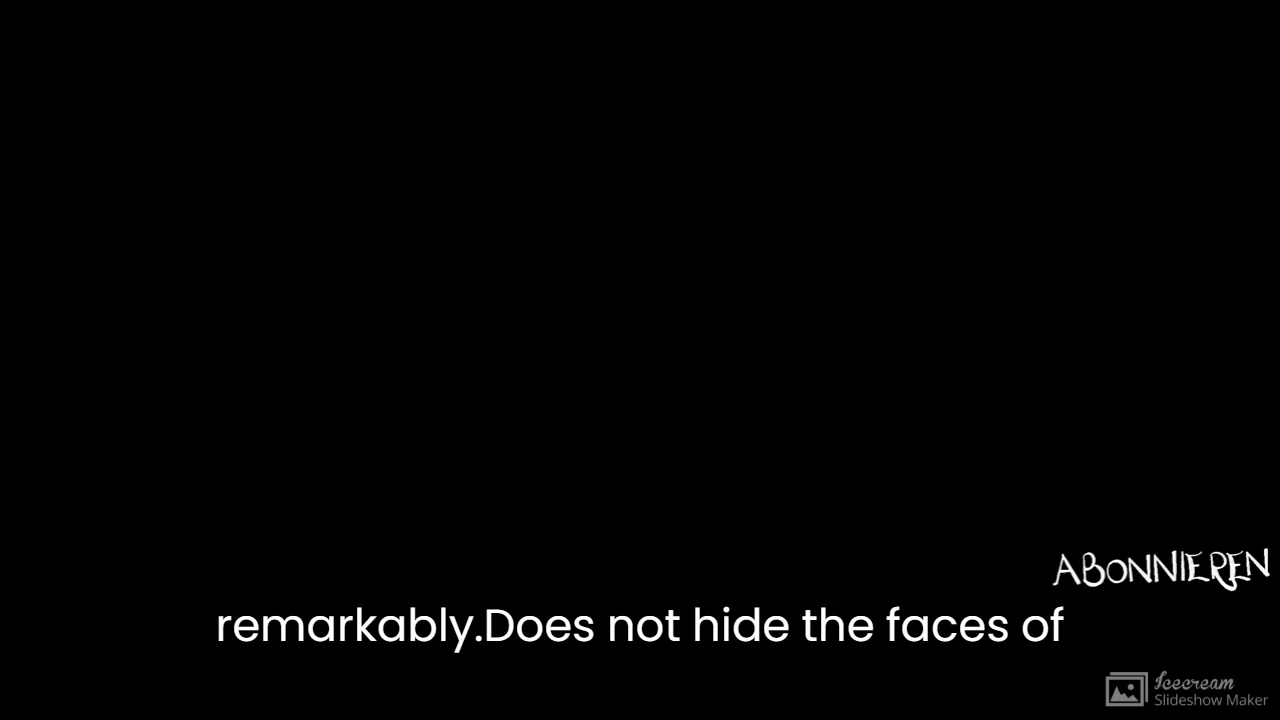 ABONNIEREN
remarkably.Does not hide the faces of
Icecream
Slideshow Maker